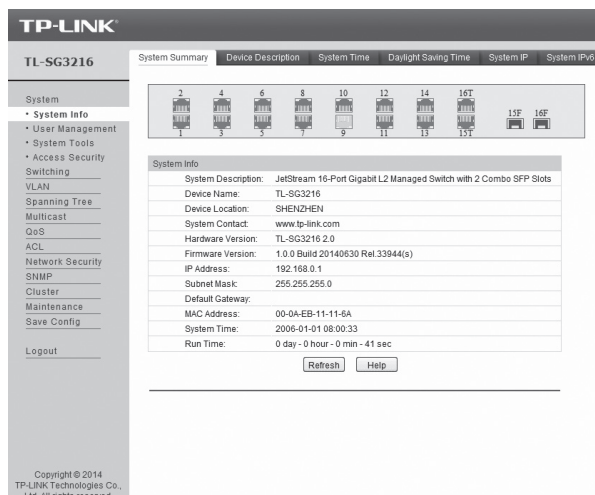 TP-LINK®
TL-SG3216
System Summary Device Description System Time Daylight Saving Time System IP System IPv6
System
• System Info
• User Management
• System Tools
• Access Security
Switching
VLAN
Spanning Tree
Multicast
QoS
ACL
Network Security
SNMP
Cluster
Maintenance
Save Config
Logout
Copyright © 2014
TP-LINK Technologies Co.,
Ltd. All rights reserved.
2 4 6 8 10 12 14 16T
15F 16F
1 3 5 7 9 11 13 15T
System Info
System Description: JetStream 16-Port Gigabit L2 Managed Switch with 2 Combo SFP Slots
Device Name: TL-SG3216
Device Location: SHENZHEN
System Contact: www.tp-link.com
Hardware Version: TL-SG3216 2.0
Firmware Version: 1.0.0 Build 20140630 Rel.33944(s)
IP Address: 192.168.0.1
Subnet Mask: 255.255.255.0
Default Gateway:
MAC Address: 00-0A-EB-11-11-6A
System Time: 2006-01-01 08:00:33
Run Time: 0 day - 0 hour - 0 min - 41 sec
Refresh Help